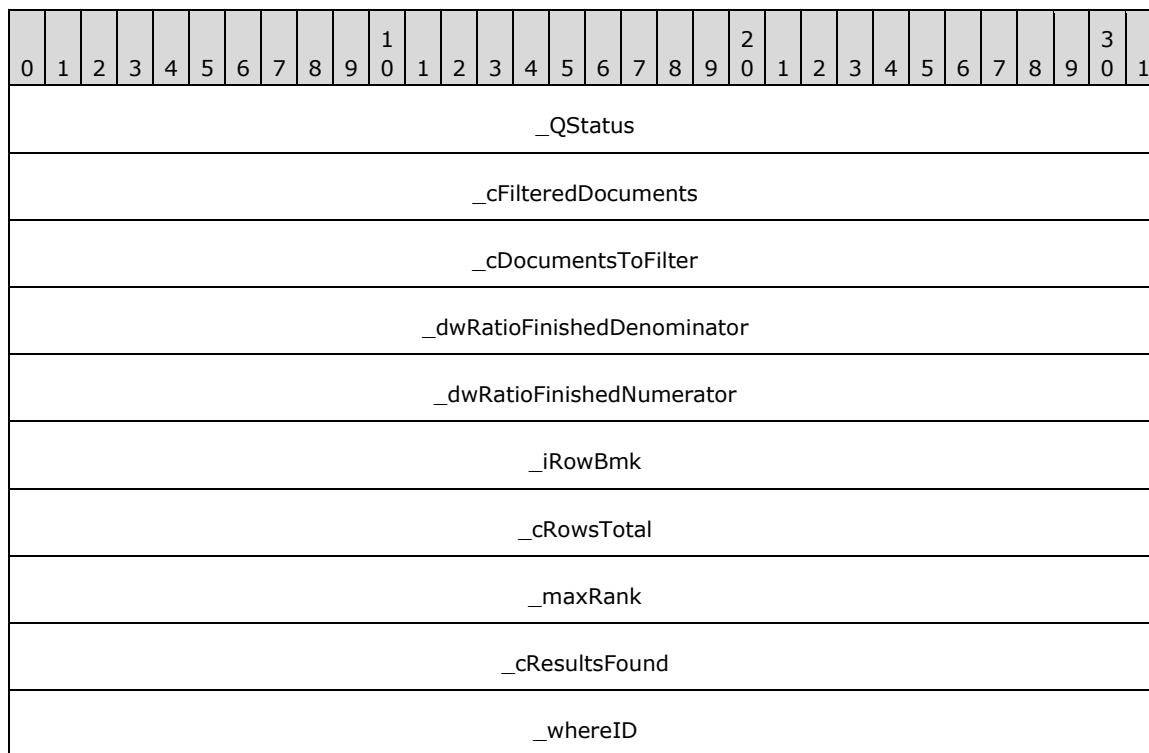 1 2 3
0 1 2 3 4 5 6 7 8 9 0 1 2 3 4 5 6 7 8 9 0 1 2 3 4 5 6 7 8 9 0 1
_QStatus
_cFilteredDocuments
_cDocumentsToFilter
_dwRatioFinishedDenominator
_dwRatioFinishedNumerator
_iRowBmk
_cRowsTotal
_maxRank
_cResultsFound
_whereID